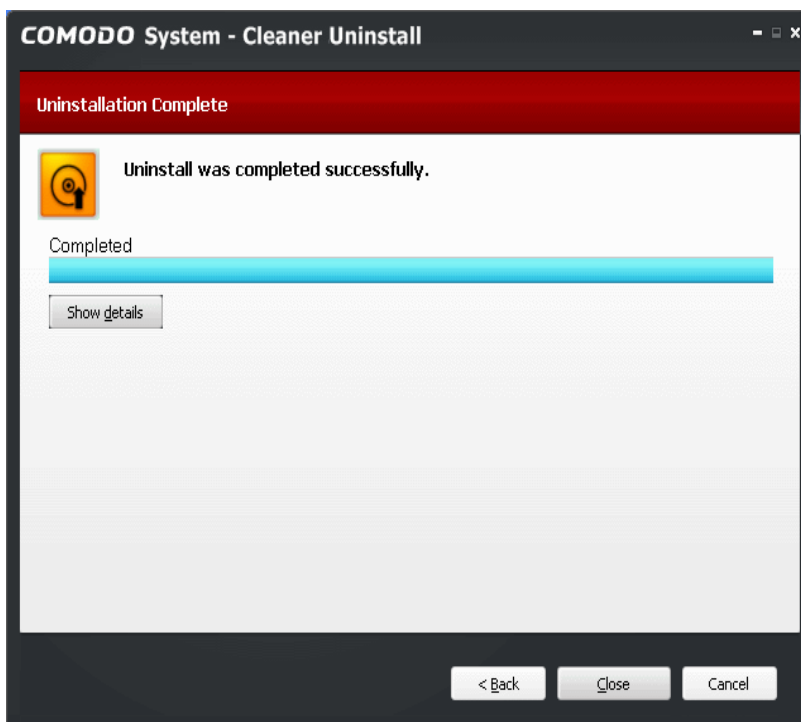 COMODO System - Cleaner Uninstall
Uninstallation Complete
Uninstall was completed successfully.
Completed
Show details
< Back Close Cancel